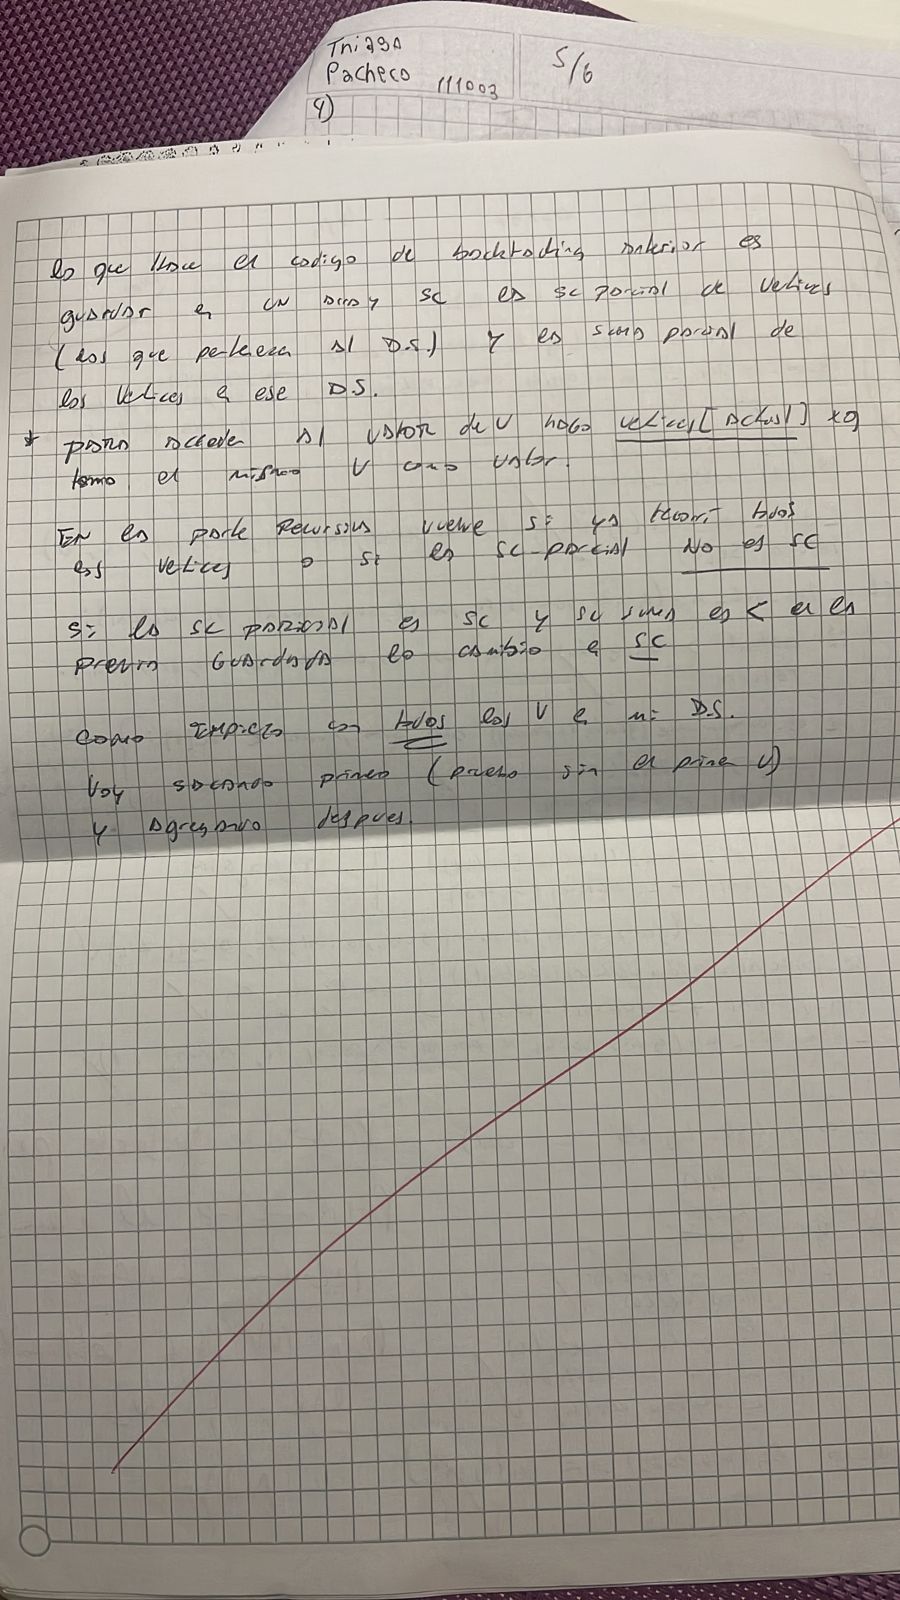 Thiago
Pacheco 111003
5/6
4)
lo que hace el codigo de backtracking anterior es
guardar en un array sc la sc parcial de vertices
(los que pertenecen al D.S.) y la suma parcial de
los vertices a ese D.S.
* para acceder al valor de v hago vertices[actual] xq
tomo el mismo v como valor.
En la parte recursiva vuelve si ya recorri todos
los vertices o si la sc-parcial No es sc
si la sc parcial es sc y su suma es < a la
previa guardada lo cambio a sc
como empiezo con todos los v en mi D.S.
voy sacando primero (pruebo sin el primer v)
y agregando despues.